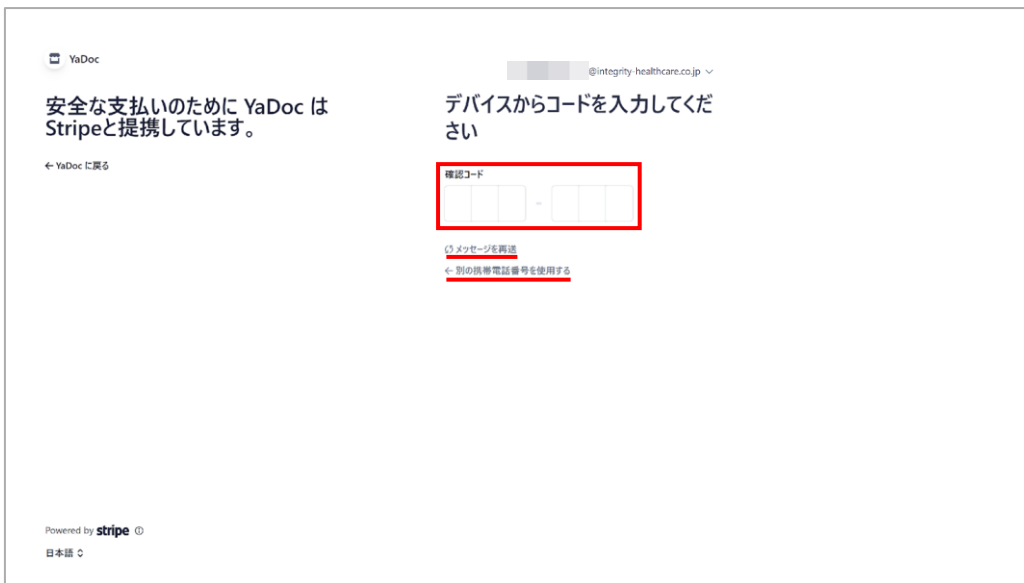 YaDoc
安全な支払いのために YaDoc は
Stripeと提携しています。
← YaDoc に戻る
@integrity-healthcare.co.jp
デバイスからコードを入力してくだ
さい
確認コード
-
メッセージを再送
← 別の携帯電話番号を使用する
Powered by stripe
日本語